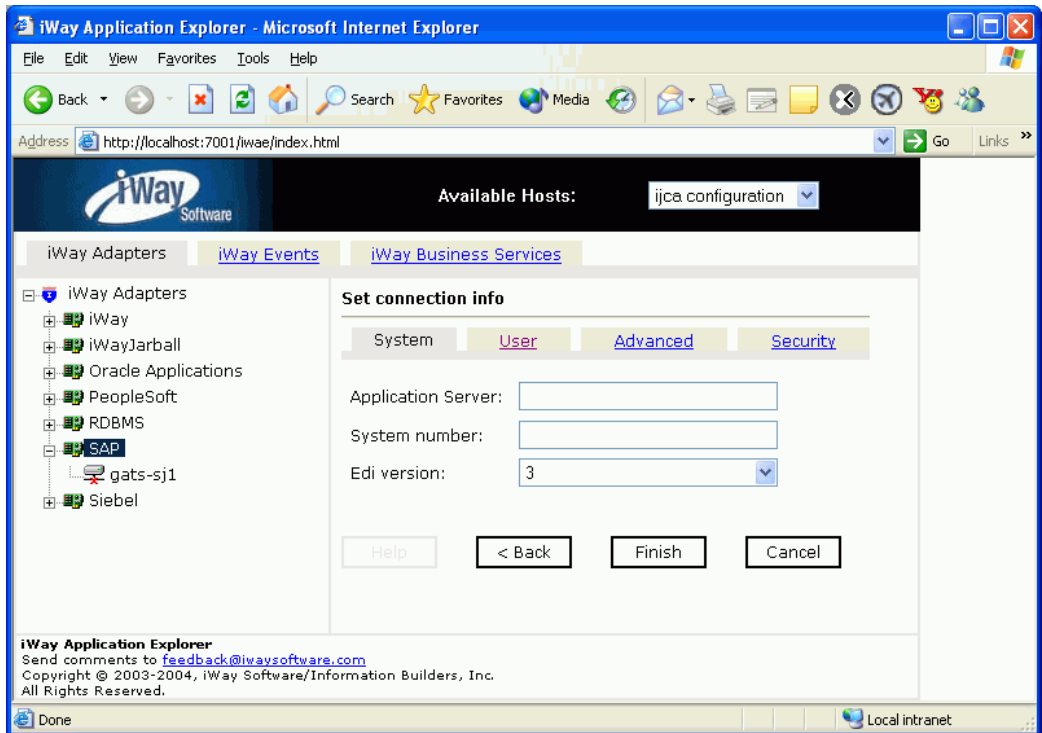 iWay Application Explorer - Microsoft Internet Explorer
File Edit View Favorites Tools Help
Back Search Favorites Media
Address http://localhost:7001/iwae/index.html Go Links »
iWay Software
Available Hosts: ijca configuration
iWay Adapters iWay Events iWay Business Services
iWay Adapters
iWay
iWayJarball
Oracle Applications
PeopleSoft
RDBMS
SAP
gats-sj1
Siebel
Set connection info
System User Advanced Security
Application Server:
System number:
Edi version: 3
Help < Back Finish Cancel
iWay Application Explorer
Send comments to feedback@iwaysoftware.com
Copyright © 2003-2004, iWay Software/Information Builders, Inc.
All Rights Reserved.
Done Local intranet